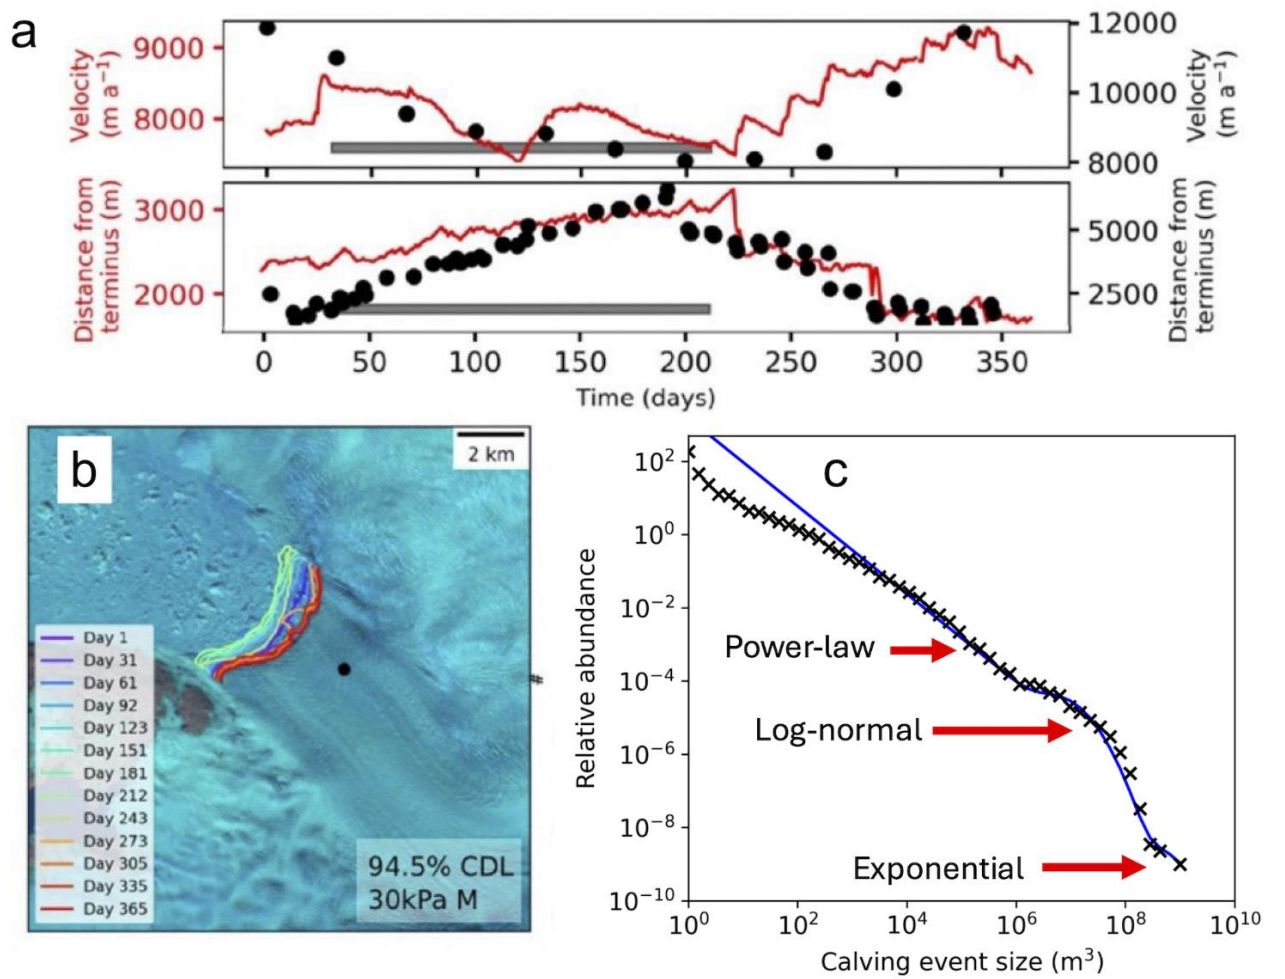 a
9000
8000
Velocity
(m a⁻¹)
12000
10000
8000
Velocity
(m a⁻¹)
3000
2000
Distance from
terminus (m)
5000
2500
Distance from
terminus (m)
0 50 100 150 200 250 300 350
Time (days)
b
2 km
Day 1
Day 31
Day 61
Day 92
Day 123
Day 151
Day 181
Day 212
Day 243
Day 273
Day 305
Day 335
Day 365
94.5% CDL
30kPa M
#
c
10²
10⁰
10⁻²
10⁻⁴
10⁻⁶
10⁻⁸
10⁻¹⁰
Relative abundance
Power-law
Log-normal
Exponential
10⁰ 10² 10⁴ 10⁶ 10⁸ 10¹⁰
Calving event size (m³)